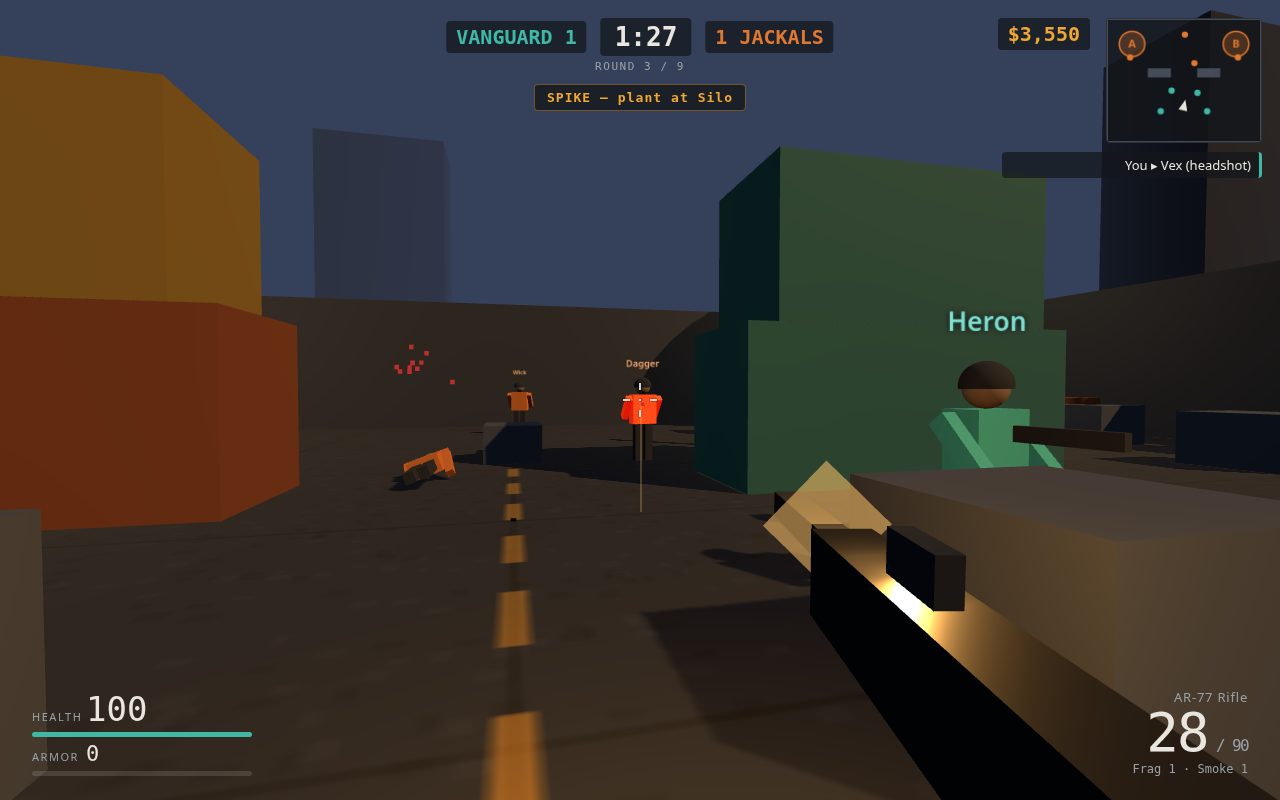 VANGUARD 1
1:27
1 JACKALS
ROUND 3 / 9
SPIKE — plant at Silo
$3,550
A
B
You ▸ Vex (headshot)
Heron
Dagger
Wick
HEALTH 100
ARMOR 0
AR-77 Rifle
28 / 90
Frag 1 · Smoke 1